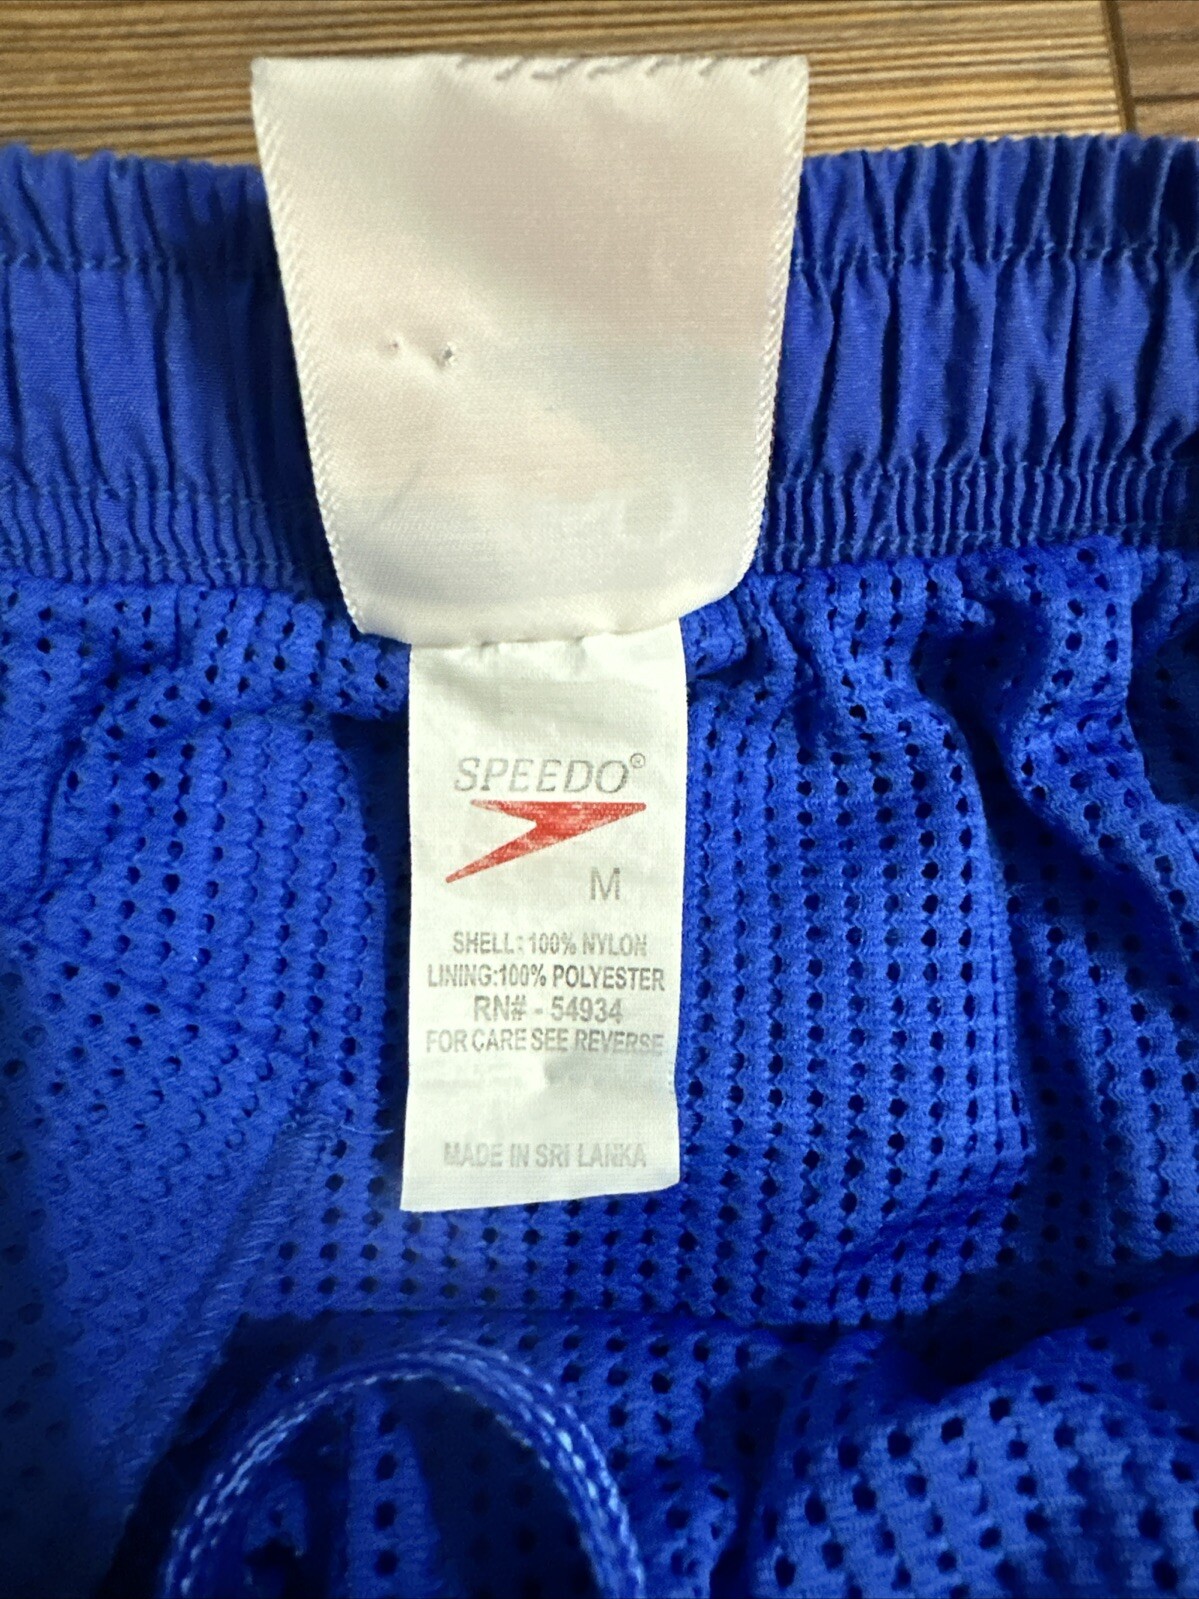 SPEEDO®
M
SHELL: 100% NYLON
LINING:100% POLYESTER
RN# - 54934
FOR CARE SEE REVERSE
MADE IN SRI LANKA